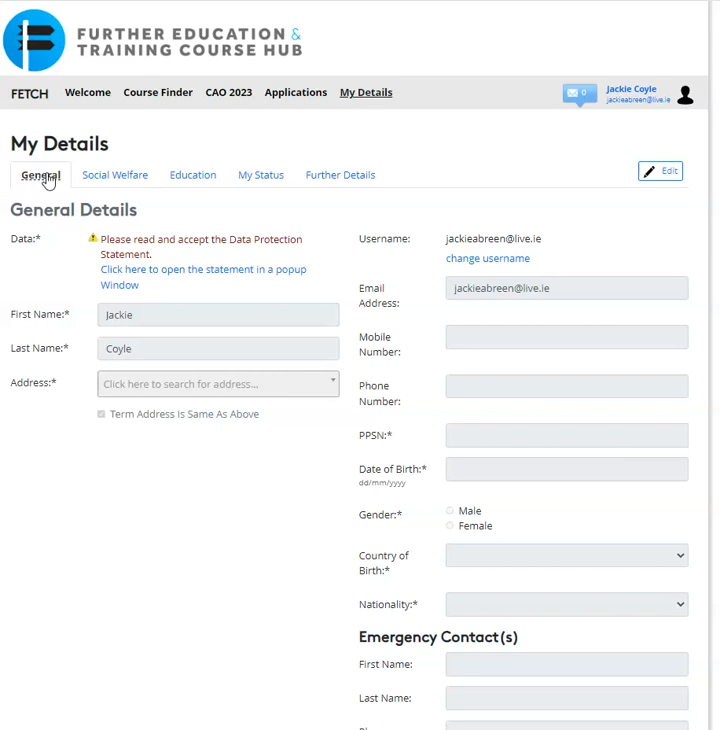 FURTHER EDUCATION &
TRAINING COURSE HUB
FETCH Welcome Course Finder CAO 2023 Applications My Details
0
Jackie Coyle
jackieabreen@live.ie
My Details
General Social Welfare Education My Status Further Details
Edit
General Details
Data:*
Please read and accept the Data Protection
Statement.
Click here to open the statement in a popup
Window
First Name:* Jackie
Last Name:* Coyle
Address:* Click here to search for address...
Term Address Is Same As Above
Username: jackieabreen@live.ie
change username
Email
Address:
jackieabreen@live.ie
Mobile
Number:
Phone
Number:
PPSN:*
Date of Birth:*
dd/mm/yyyy
Gender:*
Male
Female
Country of
Birth:*
Nationality:*
Emergency Contact(s)
First Name:
Last Name: